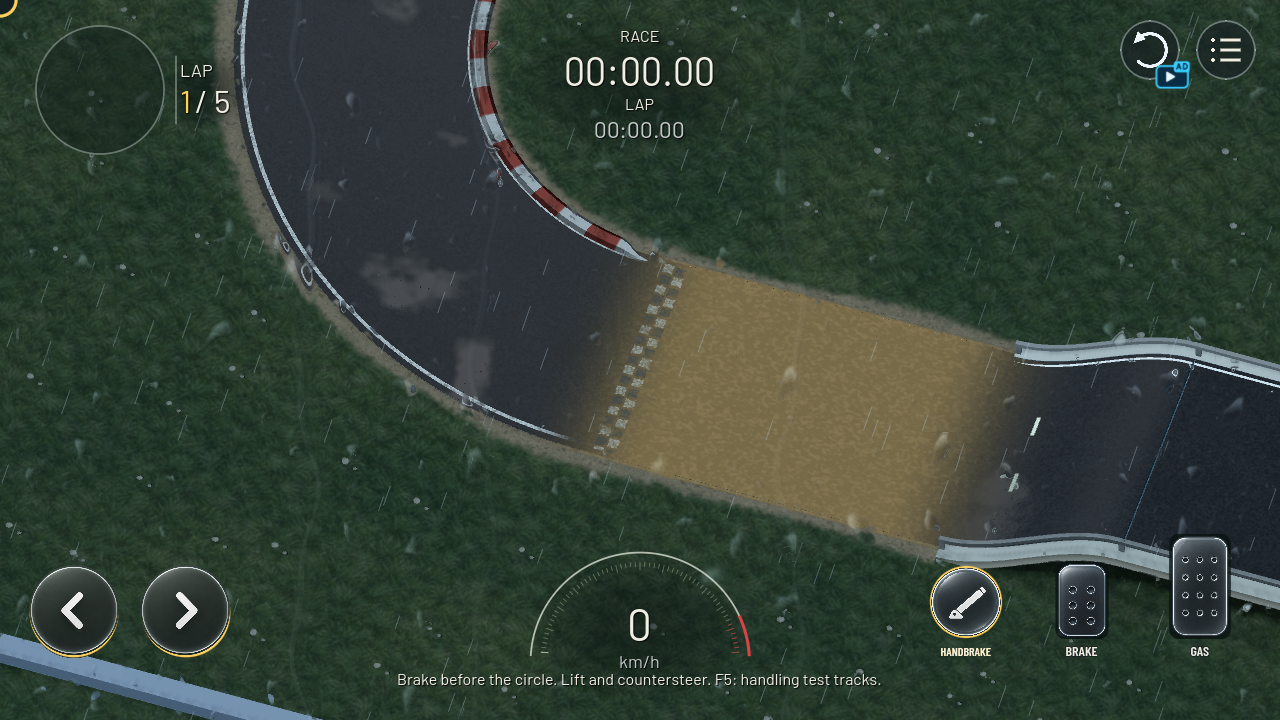 RACE
00:00.00
LAP
00:00.00
LAP
1/ 5
AD
0
km/h
HANDBRAKE
BRAKE
GAS
Brake before the circle. Lift and countersteer. F5: handling test tracks.